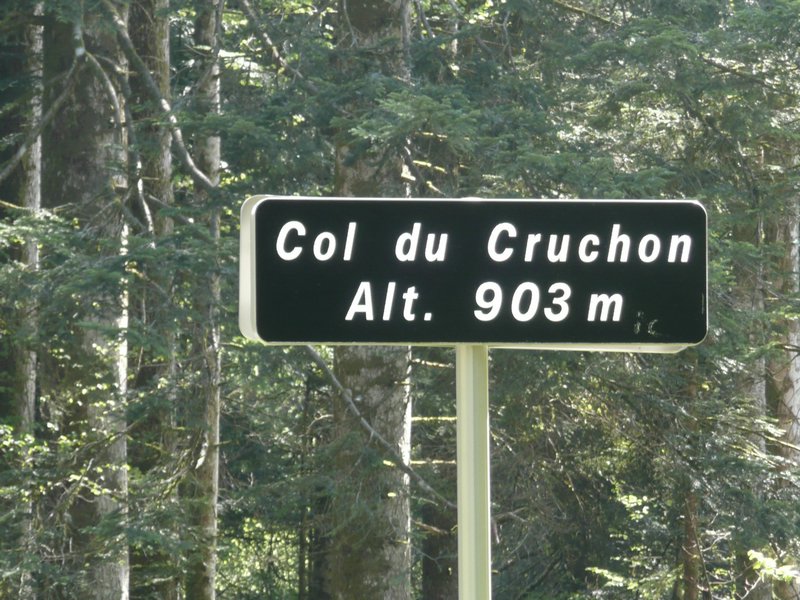 Col du Cruchon
Alt. 903 m